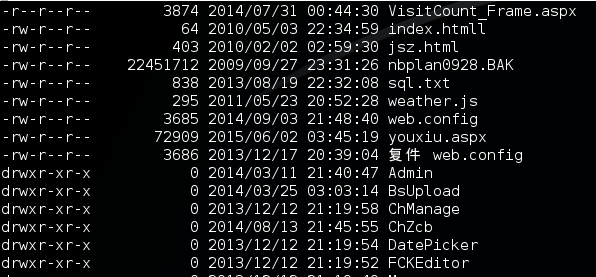 -r--r--r-- 3874 2014/07/31 00:44:30 VisitCount_Frame.aspx
-rw-r--r-- 64 2010/05/03 22:34:59 index.htmll
-rw-r--r-- 403 2010/02/02 02:59:30 jsz.html
-rw-r--r-- 22451712 2009/09/27 23:31:26 nbplan0928.BAK
-rw-r--r-- 838 2013/08/19 22:32:08 sql.txt
-rw-r--r-- 295 2011/05/23 20:52:28 weather.js
-rw-r--r-- 3685 2014/09/03 21:48:40 web.config
-rw-r--r-- 72909 2015/06/02 03:45:19 youxiu.aspx
-rw-r--r-- 3686 2013/12/17 20:39:04 复件 web.config
drwxr-xr-x 0 2014/03/11 21:40:47 Admin
drwxr-xr-x 0 2014/03/25 03:03:14 BsUpload
drwxr-xr-x 0 2013/12/12 21:19:58 ChManage
drwxr-xr-x 0 2014/08/13 21:45:55 ChZcb
drwxr-xr-x 0 2013/12/12 21:19:54 DatePicker
drwxr-xr-x 0 2013/12/12 21:19:52 FCKEditor